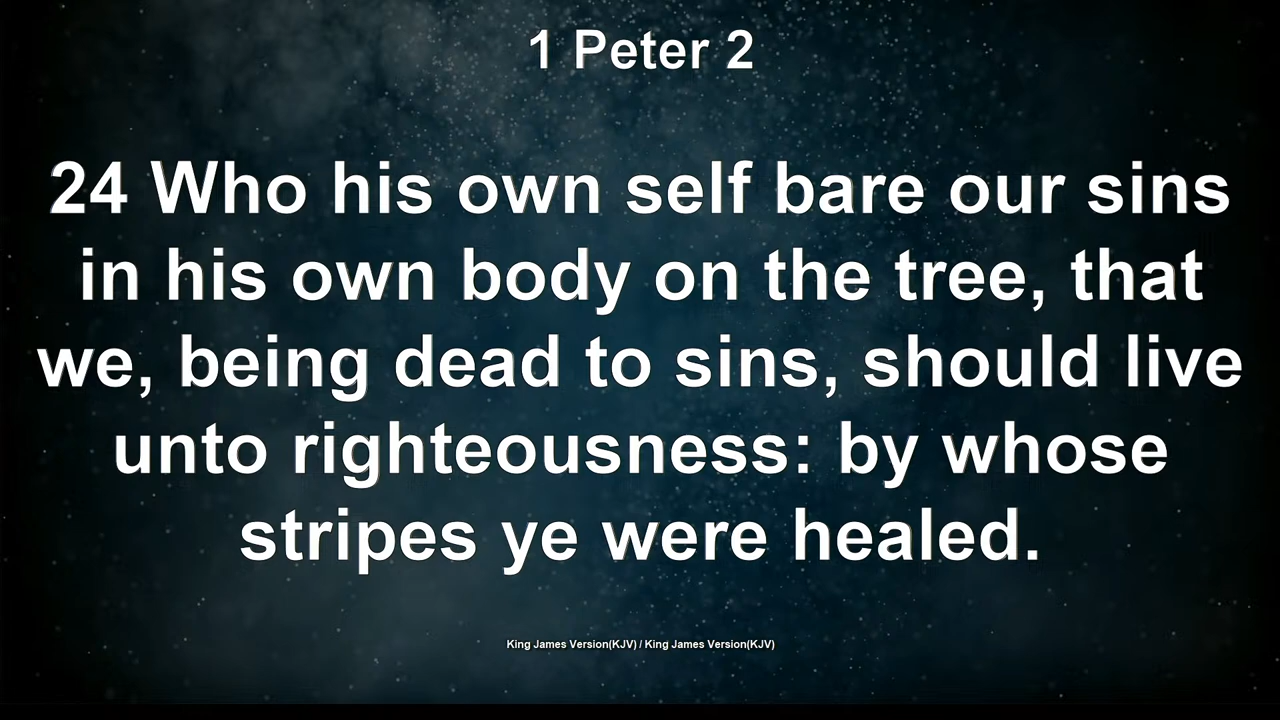 1 Peter 2
24 Who his own self bare our sins
in his own body on the tree, that
we, being dead to sins, should live
unto righteousness: by whose
stripes ye were healed.
King James Version(KJV) / King James Version(KJV)